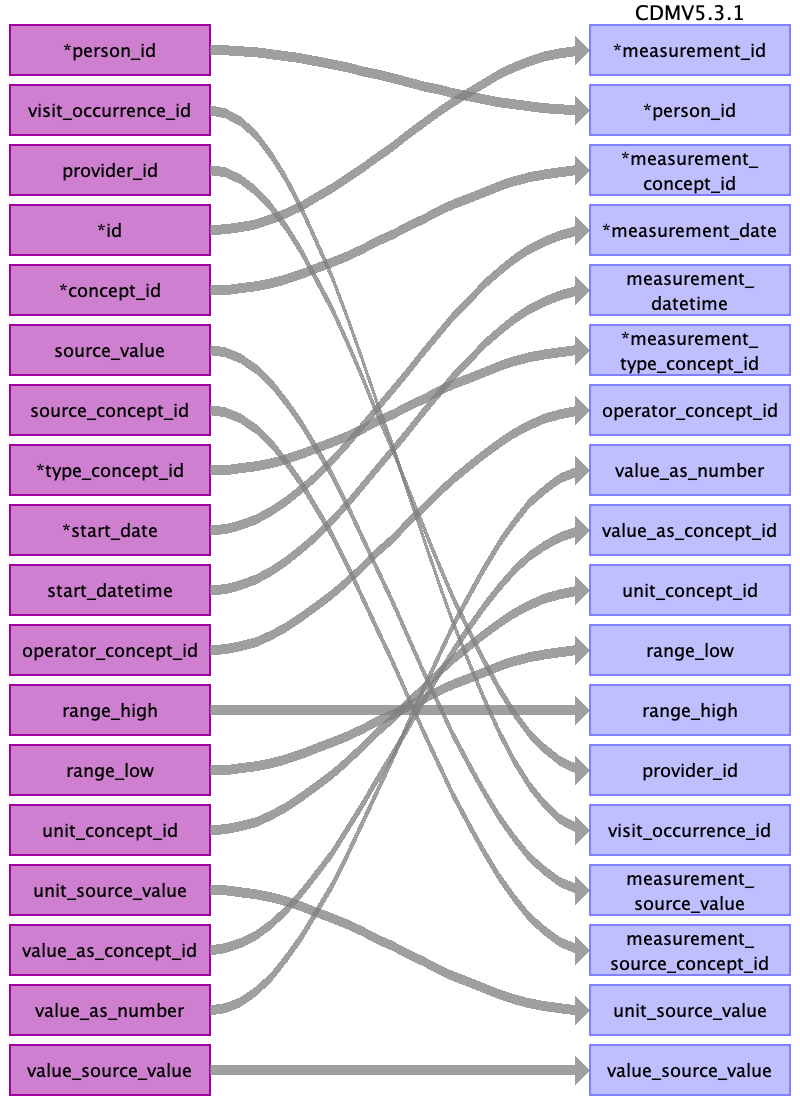 CDMV5.3.1
*person_id
visit_occurrence_id
provider_id
*id
*concept_id
source_value
source_concept_id
*type_concept_id
*start_date
start_datetime
operator_concept_id
range_high
range_low
unit_concept_id
unit_source_value
value_as_concept_id
value_as_number
value_source_value
*measurement_id
*person_id
*measurement_
concept_id
*measurement_date
measurement_
datetime
*measurement_
type_concept_id
operator_concept_id
value_as_number
value_as_concept_id
unit_concept_id
range_low
range_high
provider_id
visit_occurrence_id
measurement_
source_value
measurement_
source_concept_id
unit_source_value
value_source_value